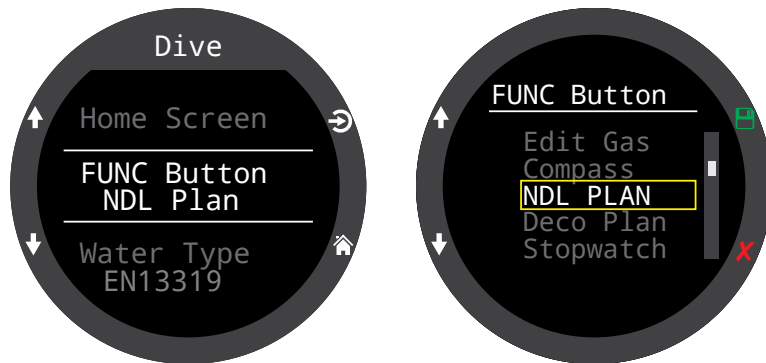 Dive
Home Screen
FUNC Button
NDL Plan
Water Type
EN13319
FUNC Button
Edit Gas
Compass
NDL PLAN
Deco Plan
Stopwatch